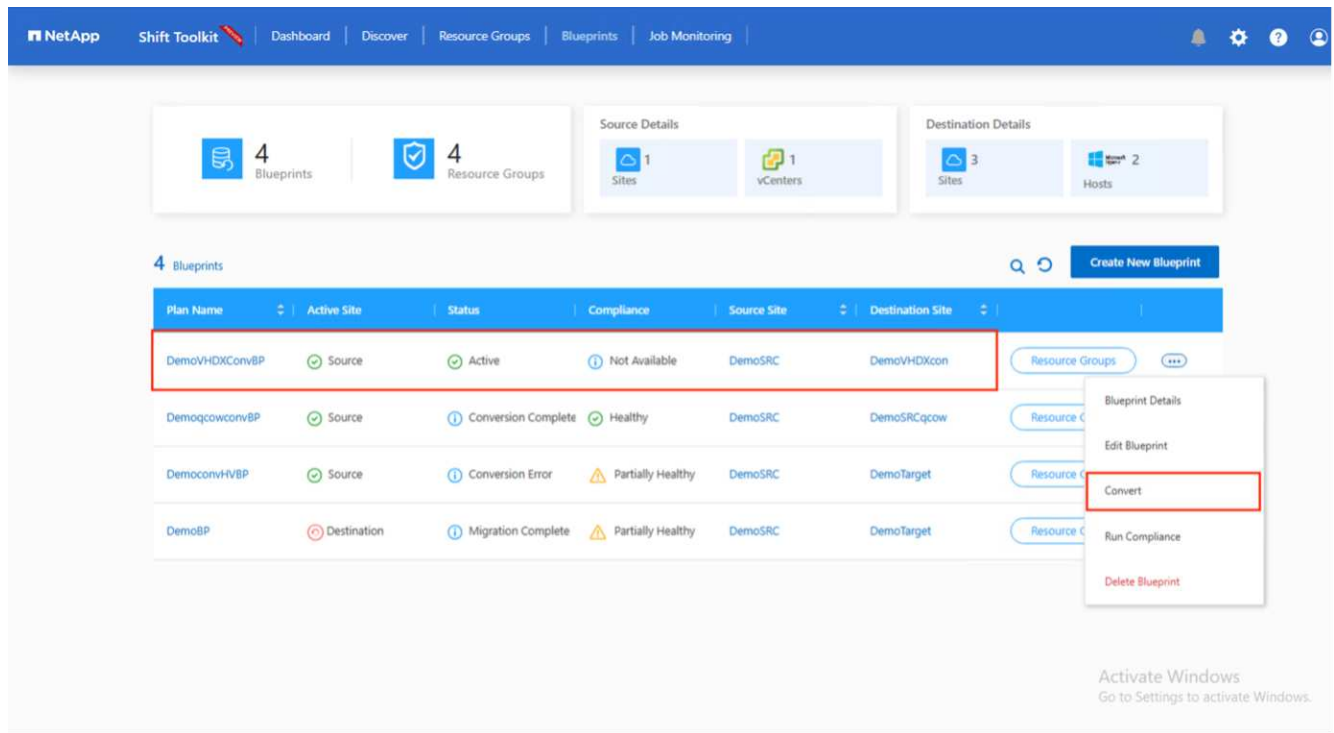 NetApp Shift Toolkit Dashboard Discover Resource Groups Blueprints Job Monitoring
4
Blueprints
4
Resource Groups
Source Details
1
Sites
1
vCenters
Destination Details
3
Sites
2
Hosts
4 Blueprints
Create New Blueprint
Plan Name Active Site Status Compliance Source Site Destination Site
DemoVHDXConvBP Source Active Not Available DemoSRC DemoVHDXcon Resource Groups
DemoqcowconvBP Source Conversion Complete Healthy DemoSRC DemoSRCqcow Resource
DemoconvHVBP Source Conversion Error Partially Healthy DemoSRC DemoTarget Resource
DemoBP Destination Migration Complete Partially Healthy DemoSRC DemoTarget Resource
Blueprint Details
Edit Blueprint
Convert
Run Compliance
Delete Blueprint
Activate Windows
Go to Settings to activate Windows.